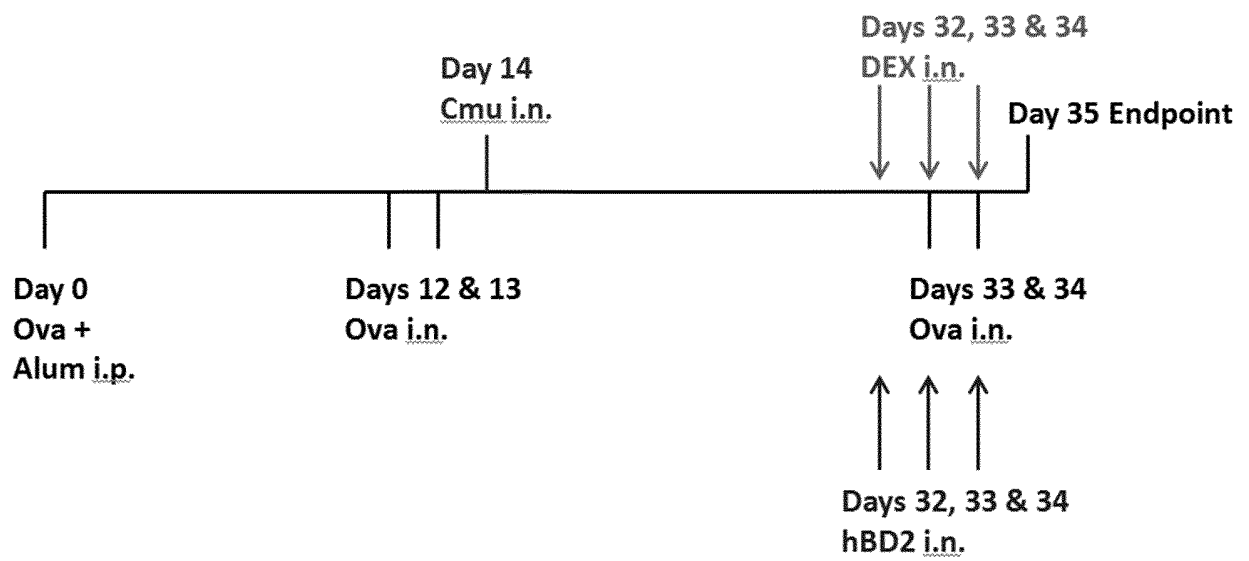 Days 32, 33 & 34
DEX i.n.
Day 14
Cmu i.n.
Day 35 Endpoint
Day 0
Ova +
Alum i.p.
Days 12 & 13
Ova i.n.
Days 33 & 34
Ova i.n.
Days 32, 33 & 34
hBD2 i.n.